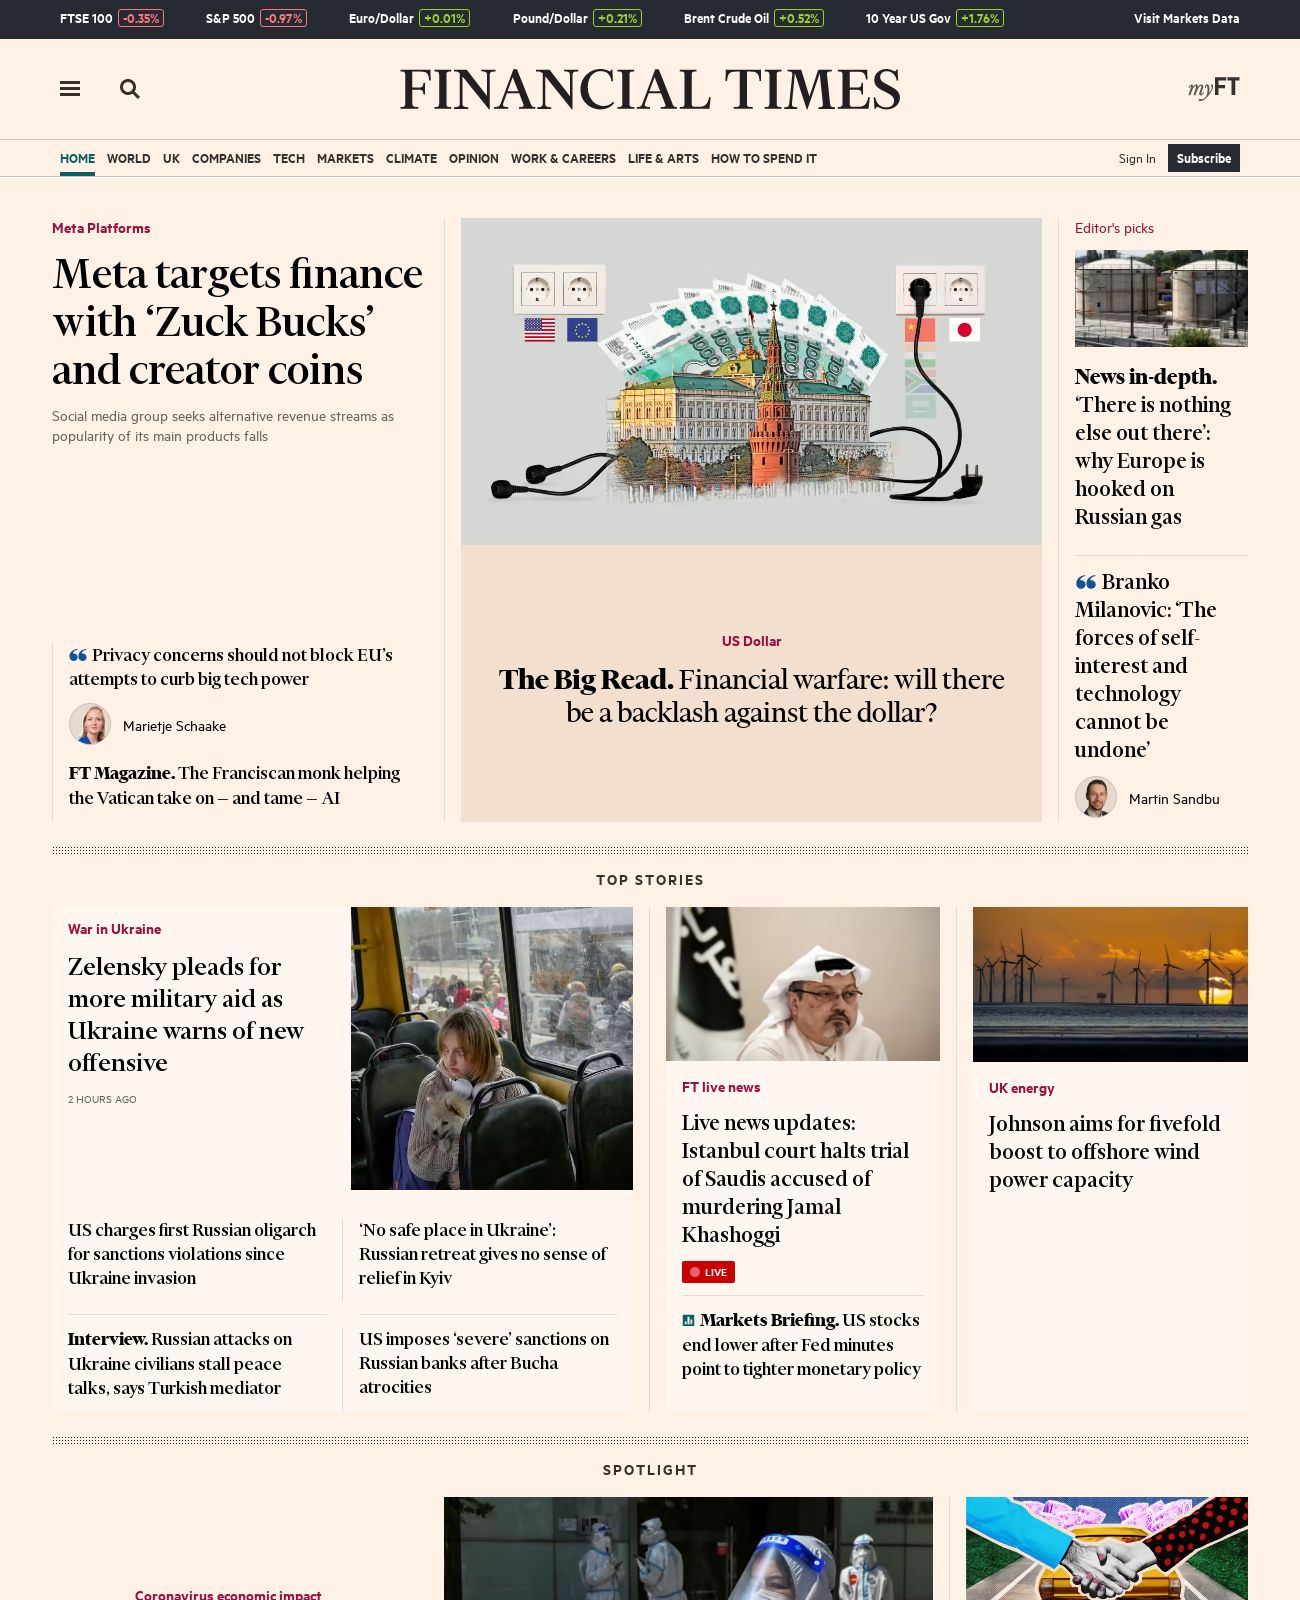 FTSE 100 -0.35% S&P 500 -0.97% Euro/Dollar +0.01% Pound/Dollar +0.21% Brent Crude Oil +0.52% 10 Year US Gov +1.76% Visit Markets Data
FINANCIAL TIMES
myFT
HOME WORLD UK COMPANIES TECH MARKETS CLIMATE OPINION WORK & CAREERS LIFE & ARTS HOW TO SPEND IT Sign In Subscribe
Meta Platforms
Meta targets finance
with ‘Zuck Bucks’
and creator coins
Social media group seeks alternative revenue streams as
popularity of its main products falls
Privacy concerns should not block EU’s
attempts to curb big tech power
Marietje Schaake
FT Magazine. The Franciscan monk helping
the Vatican take on – and tame – AI
1000
US Dollar
The Big Read. Financial warfare: will there
be a backlash against the dollar?
Editor's picks
News in-depth.
‘There is nothing
else out there’:
why Europe is
hooked on
Russian gas
Branko
Milanovic: ‘The
forces of self-
interest and
technology
cannot be
undone’
Martin Sandbu
TOP STORIES
War in Ukraine
Zelensky pleads for
more military aid as
Ukraine warns of new
offensive
2 HOURS AGO
US charges first Russian oligarch
for sanctions violations since
Ukraine invasion
‘No safe place in Ukraine’:
Russian retreat gives no sense of
relief in Kyiv
Interview. Russian attacks on
Ukraine civilians stall peace
talks, says Turkish mediator
US imposes ‘severe’ sanctions on
Russian banks after Bucha
atrocities
FT live news
Live news updates:
Istanbul court halts trial
of Saudis accused of
murdering Jamal
Khashoggi
LIVE
Markets Briefing. US stocks
end lower after Fed minutes
point to tighter monetary policy
UK energy
Johnson aims for fivefold
boost to offshore wind
power capacity
SPOTLIGHT
Coronavirus economic impact